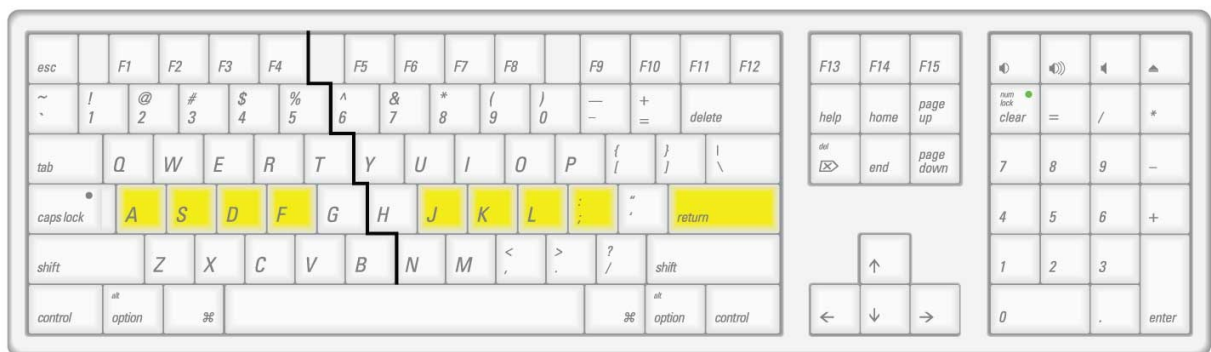 esc F1 F2 F3 F4 F5 F6 F7 F8 F9 F10 F11 F12 F13 F14 F15
~ ! @ # $ % ^ & * ( ) — + num lock
` 1 2 3 4 5 6 7 8 9 0 - = delete help home page up clear = / *
tab Q W E R T Y U I O P { [ } ] | \ del end page down 7 8 9 -
caps lock A S D F G H J K L : ; " ' return 4 5 6 +
shift Z X C V B N M < , > . ? / shift ↑ 1 2 3
control alt option ⌘ ⌘ alt option control ← ↓ → 0 . enter